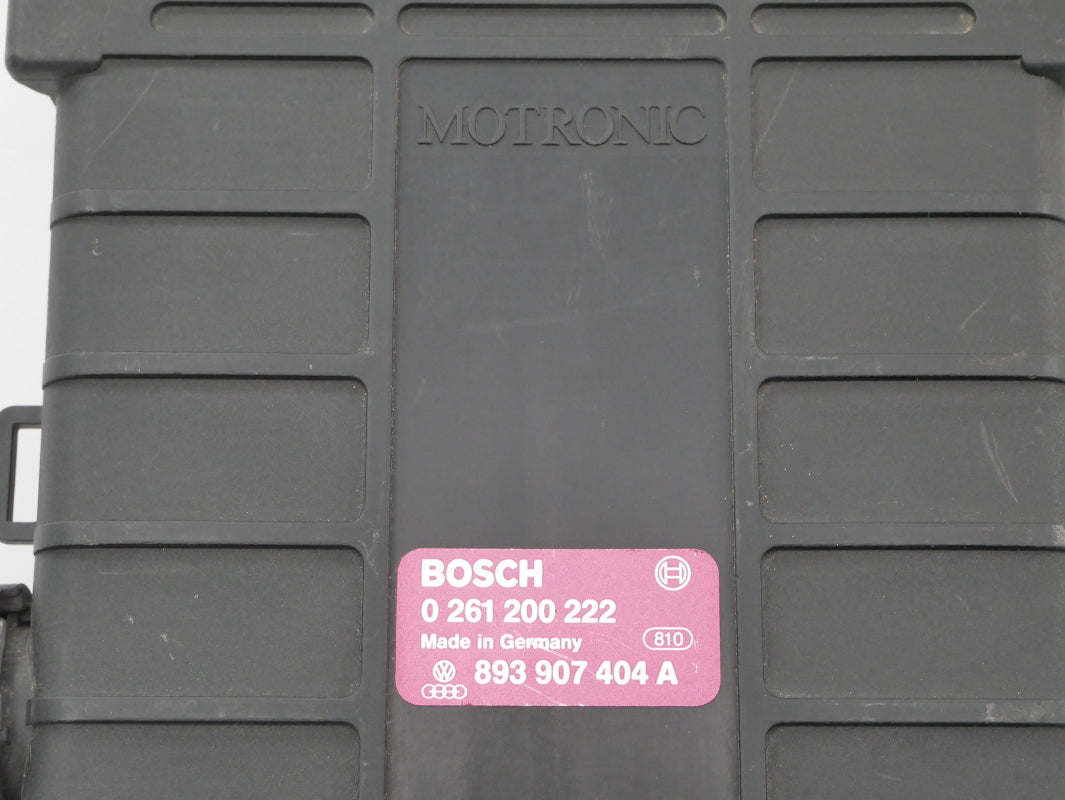 MOTRONIC
BOSCH
0 261 200 222
Made in Germany 810
893 907 404 A